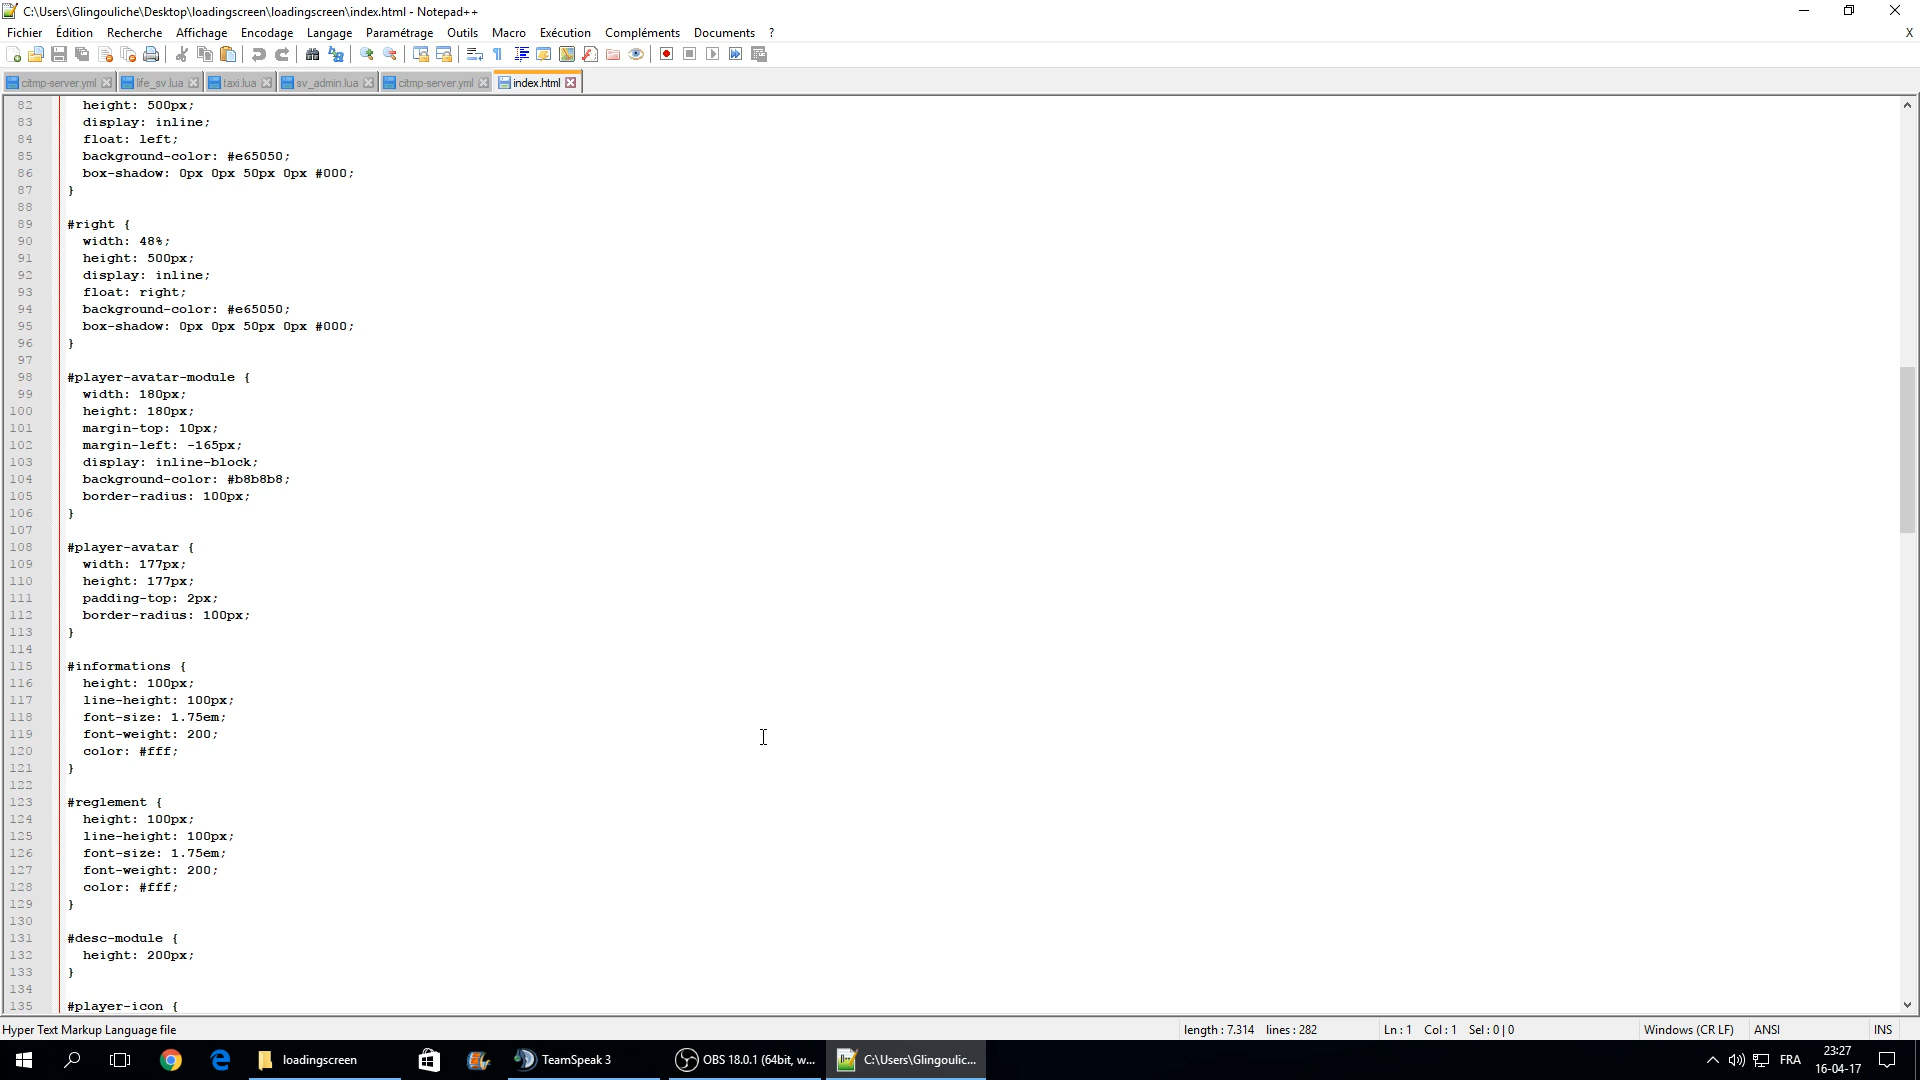 C:\Users\Glingouliche\Desktop\loadingscreen\loadingscreen\index.html - Notepad++
Fichier Édition Recherche Affichage Encodage Langage Paramétrage Outils Macro Exécution Compléments Documents ? X
citmp-server.yml life_sv.lua taxi.lua sv_admin.lua citmp-server.yml index.html
82 height: 500px;
83 display: inline;
84 float: left;
85 background-color: #e65050;
86 box-shadow: 0px 0px 50px 0px #000;
87 }
88
89 #right {
90 width: 48%;
91 height: 500px;
92 display: inline;
93 float: right;
94 background-color: #e65050;
95 box-shadow: 0px 0px 50px 0px #000;
96 }
97
98 #player-avatar-module {
99 width: 180px;
100 height: 180px;
101 margin-top: 10px;
102 margin-left: -165px;
103 display: inline-block;
104 background-color: #b8b8b8;
105 border-radius: 100px;
106 }
107
108 #player-avatar {
109 width: 177px;
110 height: 177px;
111 padding-top: 2px;
112 border-radius: 100px;
113 }
114
115 #informations {
116 height: 100px;
117 line-height: 100px;
118 font-size: 1.75em;
119 font-weight: 200;
120 color: #fff;
121 }
122
123 #reglement {
124 height: 100px;
125 line-height: 100px;
126 font-size: 1.75em;
127 font-weight: 200;
128 color: #fff;
129 }
130
131 #desc-module {
132 height: 200px;
133 }
134
135 #player-icon {
Hyper Text Markup Language file length : 7.314 lines : 282 Ln : 1 Col : 1 Sel : 0 | 0 Windows (CR LF) ANSI INS
loadingscreen TeamSpeak 3 OBS 18.0.1 (64bit, w... C:\Users\Glingoulic... FRA 23:27
16-04-17